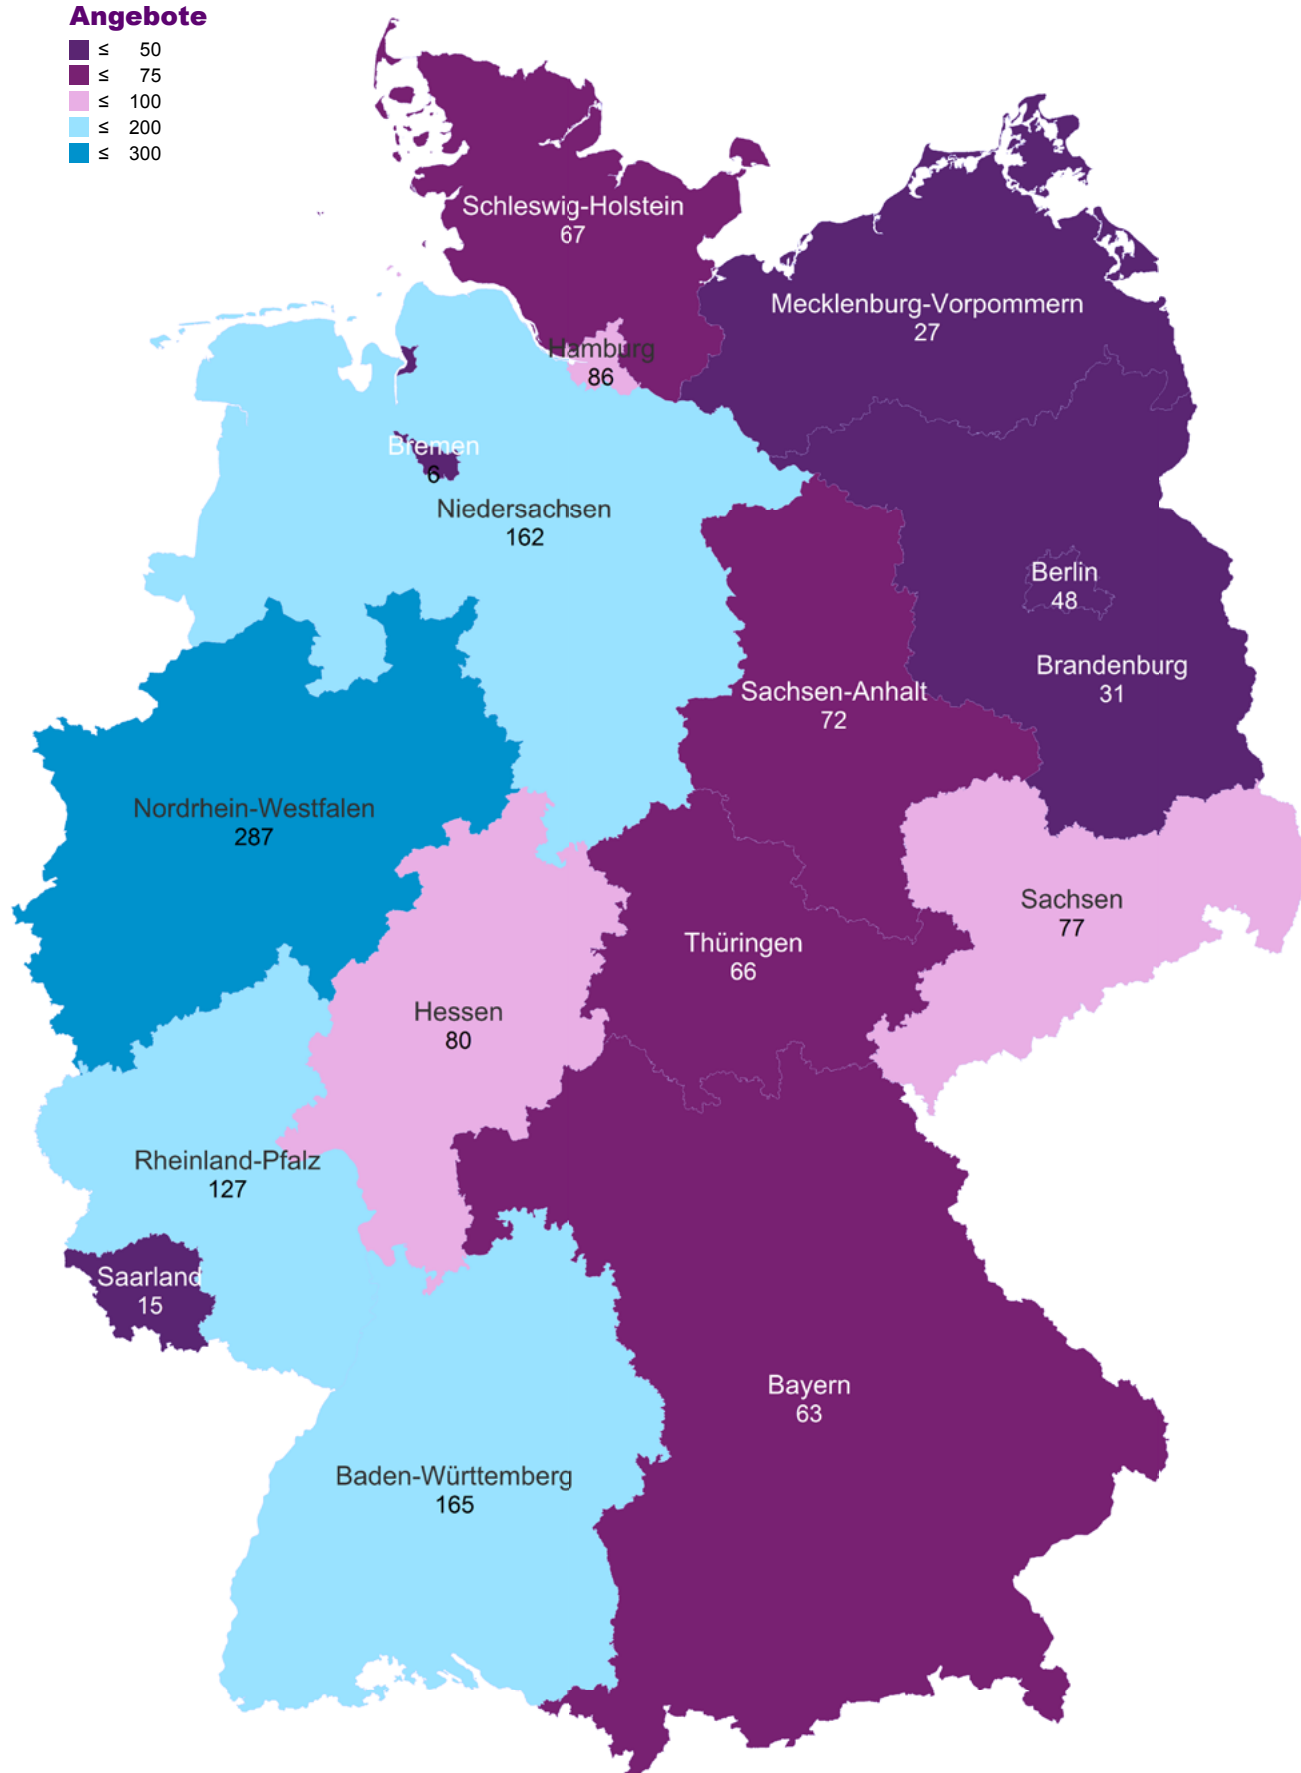 Angebote
≤ 50
≤ 75
≤ 100
≤ 200
≤ 300
Schleswig-Holstein
67
Mecklenburg-Vorpommern
27
Hamburg
86
Bremen
6
Niedersachsen
162
Berlin
48
Brandenburg
31
Sachsen-Anhalt
72
Nordrhein-Westfalen
287
Sachsen
77
Thüringen
66
Hessen
80
Rheinland-Pfalz
127
Saarland
15
Bayern
63
Baden-Württemberg
165